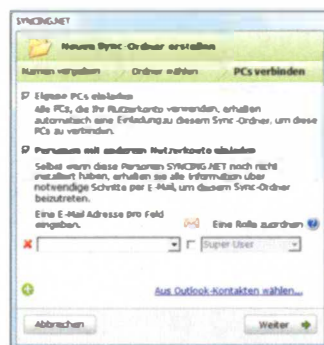 SYNCING.NET
Neuen Sync-Ordner erstellen
Namen vergeben Ordner wählen PCs verbinden
Eigene PCs einladen
Alle PCs, die Ihr Nutzerkonto verwenden, erhalten
automatisch eine Einladung zu diesem Sync-Ordner, um diese
PCs zu verbinden.
Personen mit anderem Nutzerkonto einladen
Selbst wenn diese Personen SYNCING.NET noch nicht
installiert haben, erhalten sie alle Information über
notwendige Schritte per E-Mail, um diesem Sync-Ordner
beizutreten.
Eine E-Mail Adresse pro Feld
eingeben. Eine Rolle zuordnen
Super User
Aus Outlook-Kontakten wählen...
Abbrechen Weiter